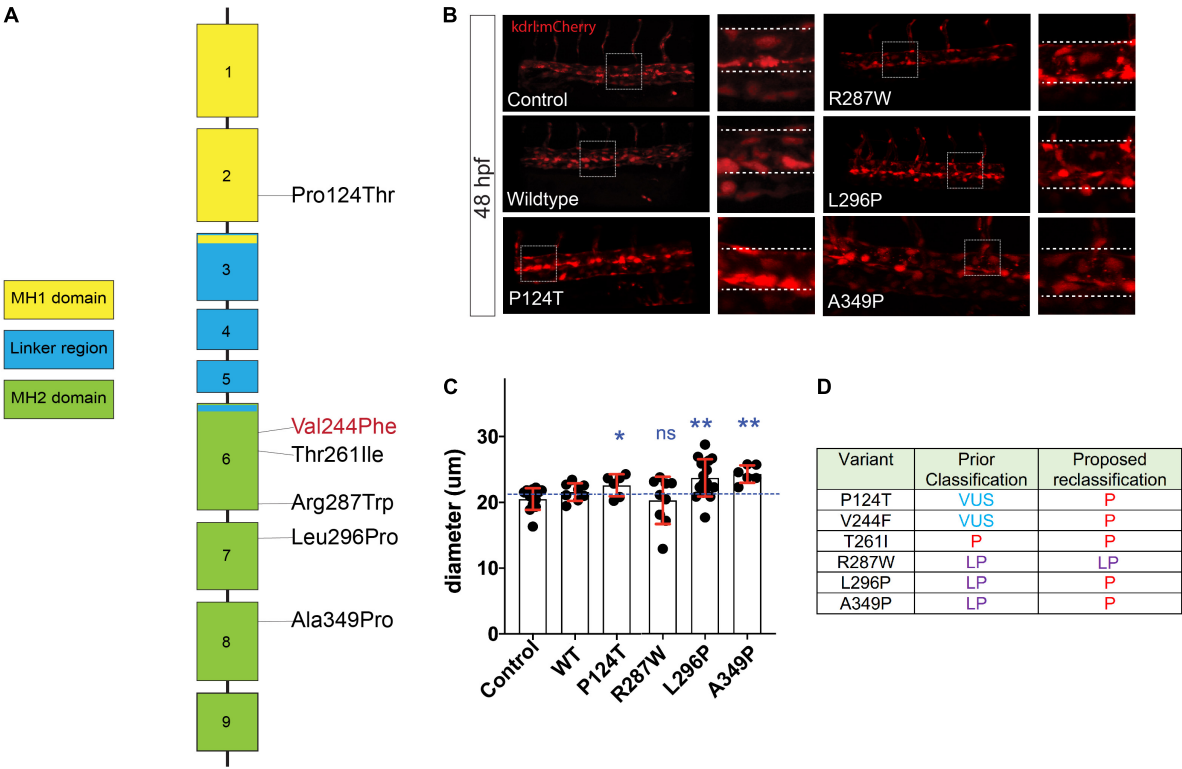 A
1
2
Pro124Thr
3
4
5
MH1 domain
Linker region
MH2 domain
6
Val244Phe
Thr261Ile
Arg287Trp
7
Leu296Pro
8
Ala349Pro
9
B
48 hpf
kdrl:mCherry
Control
R287W
Wildtype
L296P
P124T
A349P
C
diameter (um)
30
20
10
0
*
ns
**
**
Control
WT
P124T
R287W
L296P
A349P
D
Variant Prior Classification Proposed reclassification
P124T VUS P
V244F VUS P
T261I P P
R287W LP LP
L296P LP P
A349P LP P